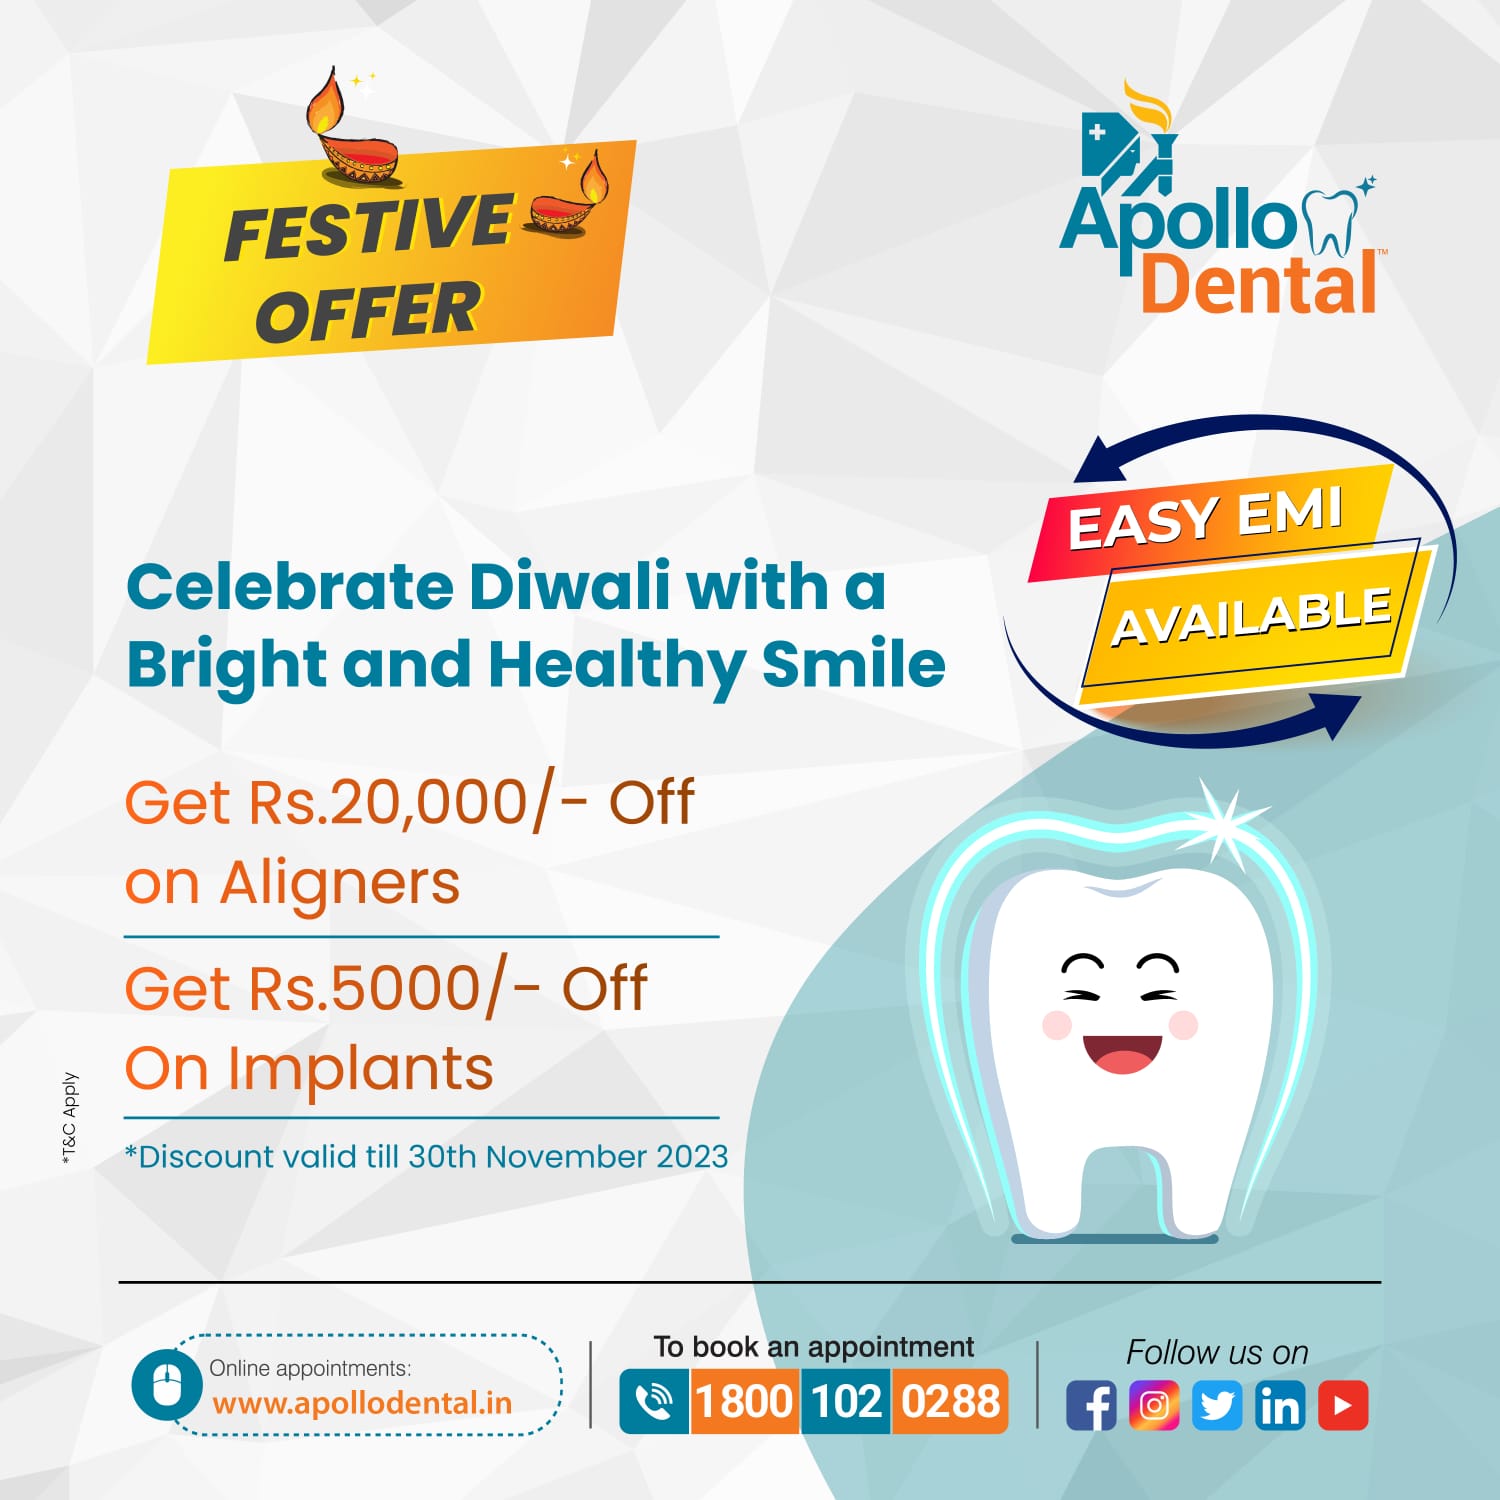 FESTIVE
OFFER
Apollo
Dental™
EASY EMI
AVAILABLE
Celebrate Diwali with a
Bright and Healthy Smile
Get Rs.20,000/- Off
on Aligners
Get Rs.5000/- Off
On Implants
*Discount valid till 30th November 2023
*T&C Apply
Online appointments:
www.apollodental.in
To book an appointment
1800 102 0288
Follow us on